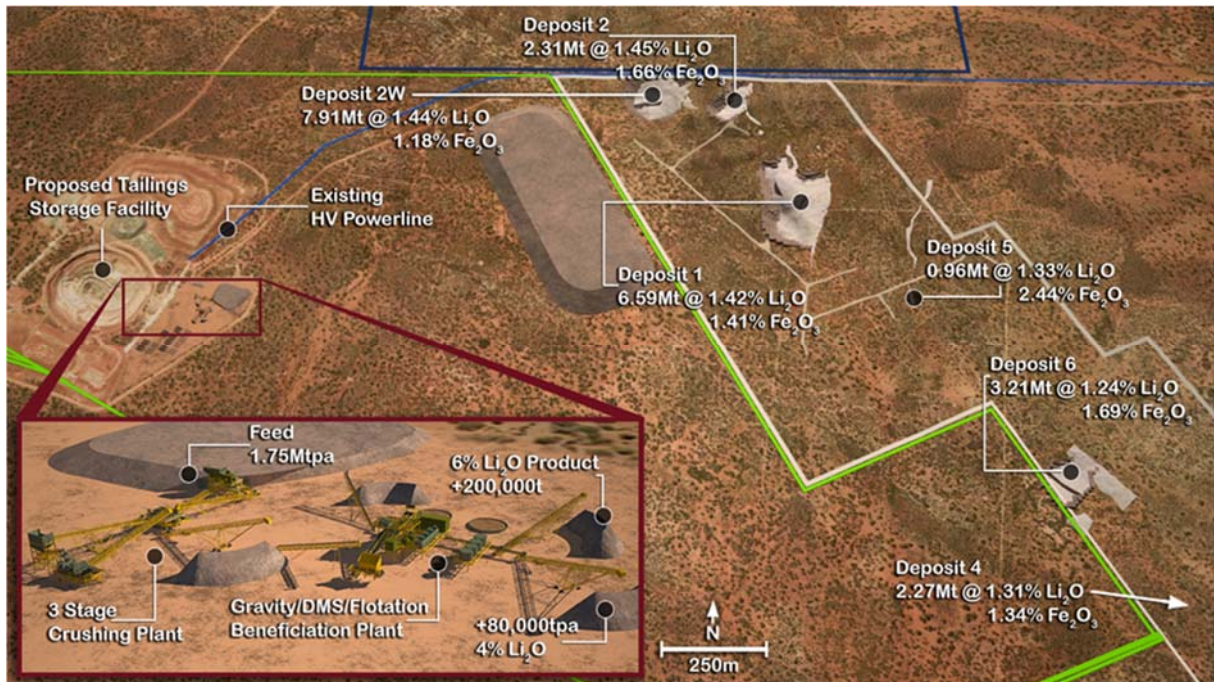 Deposit 2
2.31Mt @ 1.45% Li₂O
1.66% Fe₂O₃
Deposit 2W
7.91Mt @ 1.44% Li₂O
1.18% Fe₂O₃
Proposed Tailings
Storage Facility
Existing
HV Powerline
Deposit 1
6.59Mt @ 1.42% Li₂O
1.41% Fe₂O₃
Deposit 5
0.96Mt @ 1.33% Li₂O
2.44% Fe₂O₃
Deposit 6
3.21Mt @ 1.24% Li₂O
1.69% Fe₂O₃
Feed
1.75Mtpa
6% Li₂O Product
+200,000t
3 Stage
Crushing Plant
Gravity/DMS/Flotation
Beneficiation Plant
+80,000tpa
4% Li₂O
N
250m
Deposit 4
2.27Mt @ 1.31% Li₂O
1.34% Fe₂O₃